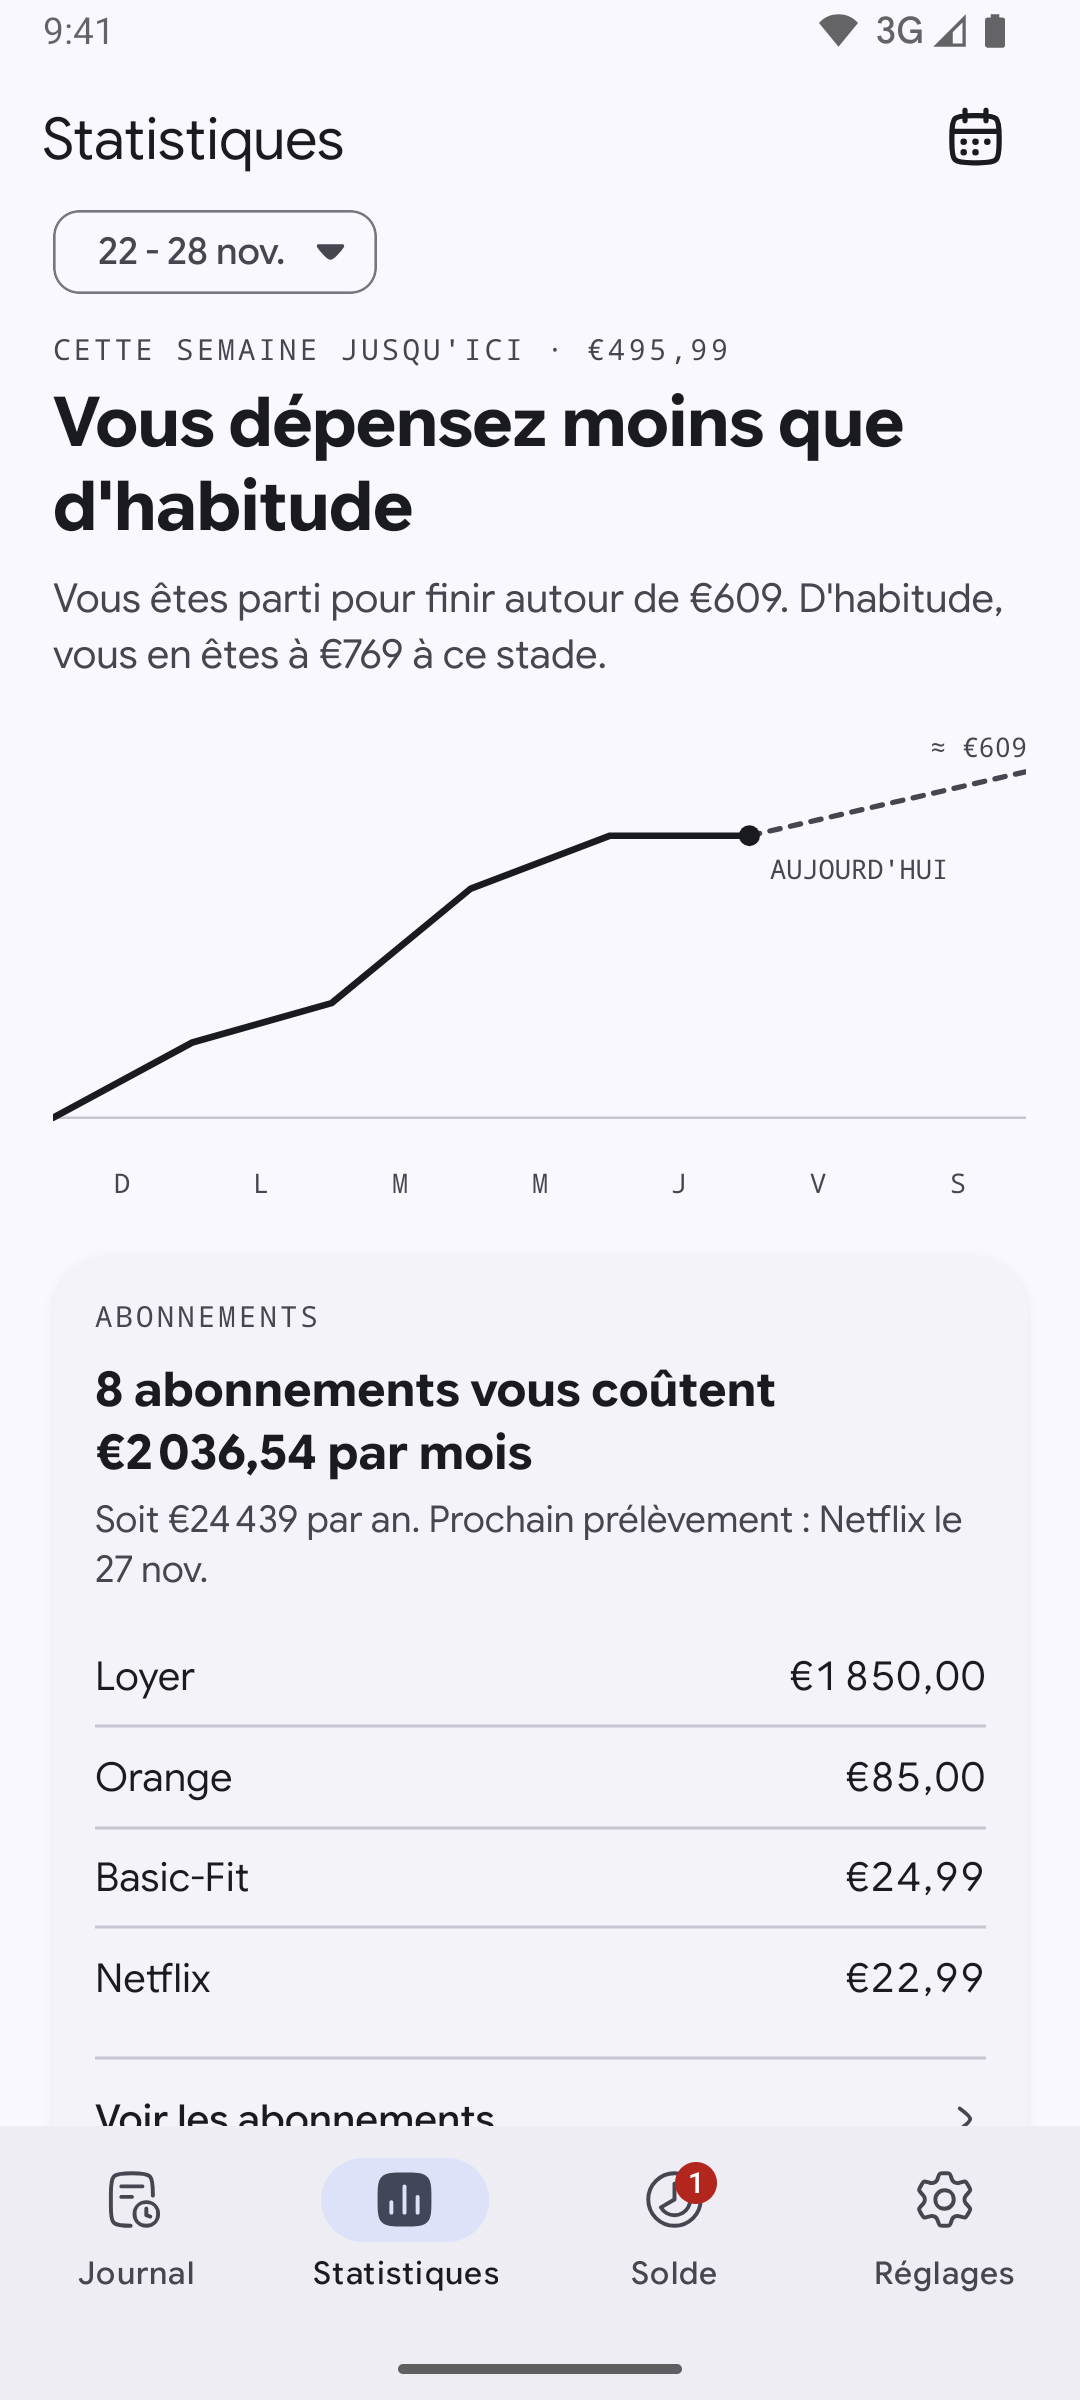 9:41
3G
Statistiques
22 - 28 nov.
CETTE SEMAINE JUSQU'ICI · €495,99
Vous dépensez moins que
d'habitude
Vous êtes parti pour finir autour de €609. D'habitude,
vous en êtes à €769 à ce stade.
≈ €609
AUJOURD'HUI
D L M M J V S
ABONNEMENTS
8 abonnements vous coûtent
€2 036,54 par mois
Soit €24 439 par an. Prochain prélèvement : Netflix le
27 nov.
Loyer €1 850,00
Orange €85,00
Basic-Fit €24,99
Netflix €22,99
Voir les abonnements
1
Journal Statistiques Solde Réglages